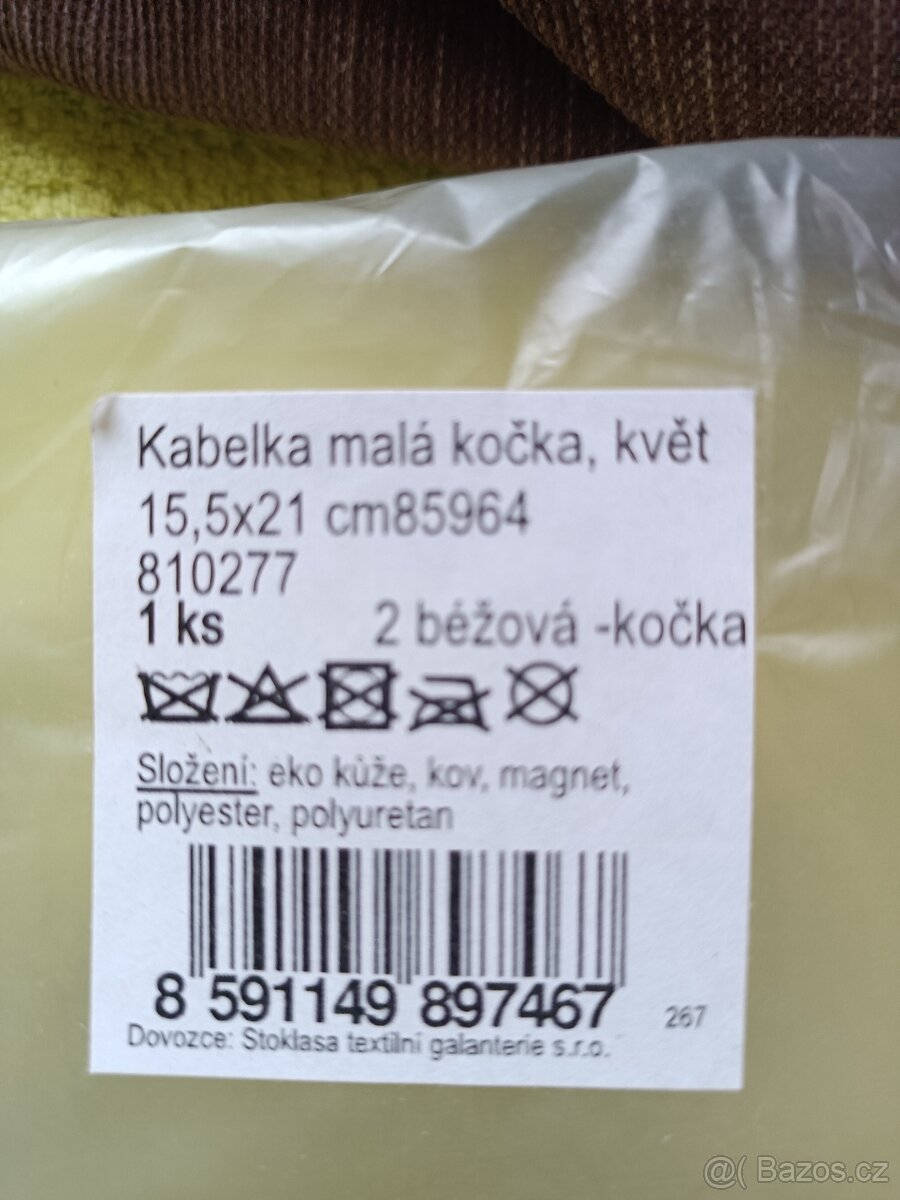 Kabelka malá kočka, květ
15,5x21 cm85964
810277
1 ks 2 béžová -kočka
Složení: eko kůže, kov, magnet,
polyester, polyuretan
8 591149 897467 267
Dovozce: Stoklasa textilní galanterie s.r.o.
@( Bazos.cz